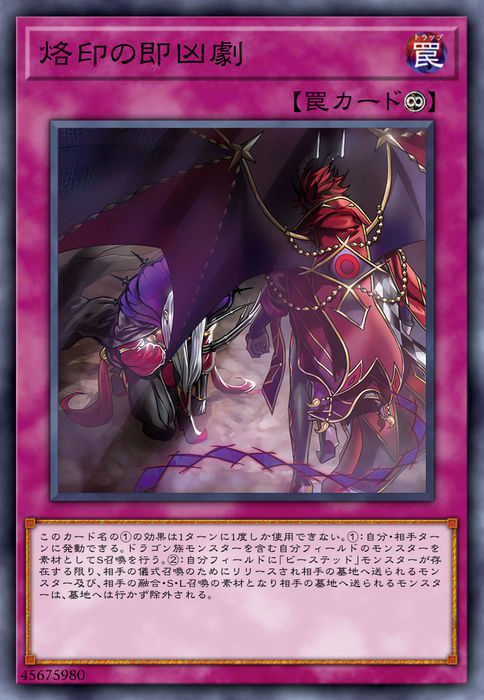 烙印の即凶劇
トラップ
罠
【罠カード】
このカード名の①の効果は1ターンに1度しか使用できない。①：自分・相手ター
ンに発動できる。ドラゴン族モンスターを含む自分フィールドのモンスターを
素材としてS召喚を行う。②：自分フィールドに「ビーステッド」モンスターが存
在する限り、相手の儀式召喚のためにリリースされ相手の墓地へ送られるモン
スター及び、相手の融合・S・L召喚の素材となり相手の墓地へ送られるモンスタ
ーは、墓地へは行かず除外される。
45675980